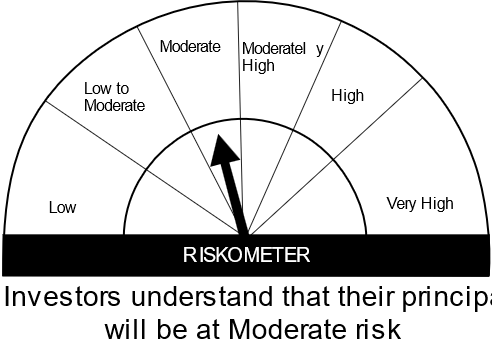 Moderate
Moderatel y
High
Low to
Moderate
High
Low
Very High
RISKOMETER
Investors understand that their principa
will be at Moderate risk